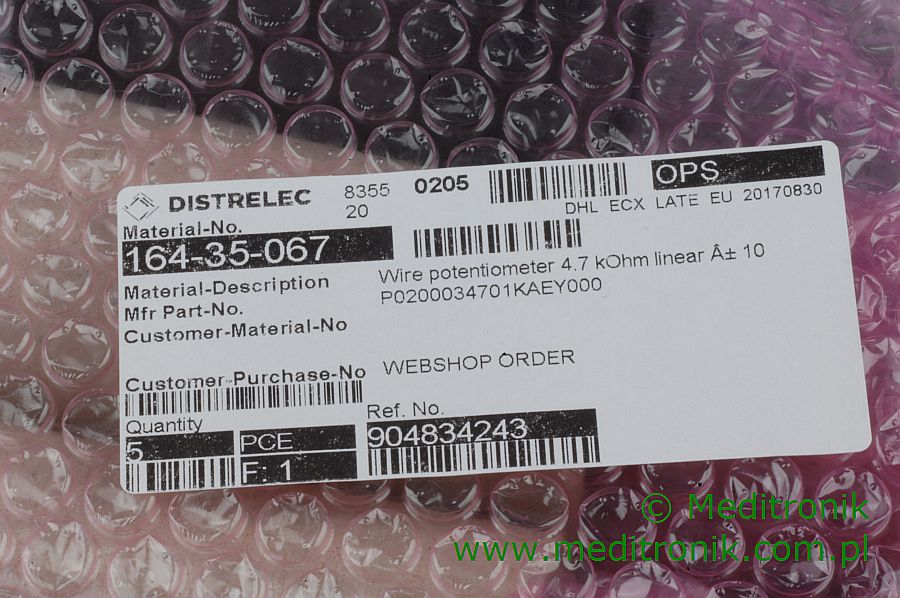 DISTRELEC 8355 0205 OPS
20 DHL ECX LATE EU 20170830
Material-No.
164-35-067
Material-Description Wire potentiometer 4.7 kOhm linear Â± 10
Mfr Part-No. P0200034701KAEY000
Customer-Material-No
Customer-Purchase-No WEBSHOP ORDER
Quantity Ref. No.
5 PCE 904834243
F: 1
© Meditronik
www.meditronik.com.pl